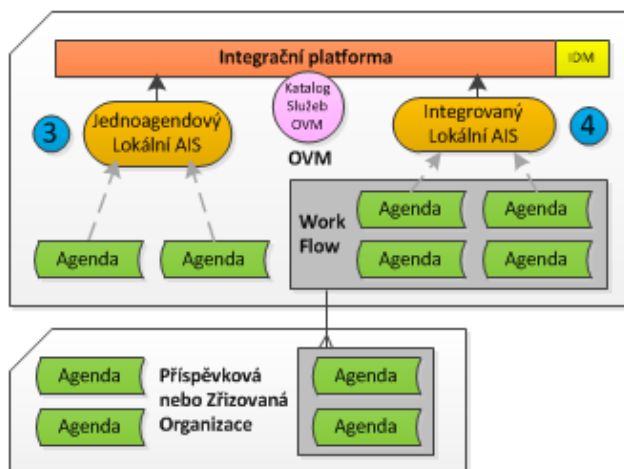 Integrační platforma
IDM
Katalog
Služeb
OVM
OVM
3
Jednoagendový
Lokální AIS
Integrovaný
Lokální AIS
4
Agenda
Agenda
Work
Flow
Agenda
Agenda
Agenda
Agenda
Agenda
Agenda
Příspěvková
nebo Zřizovaná
Organizace
Agenda
Agenda